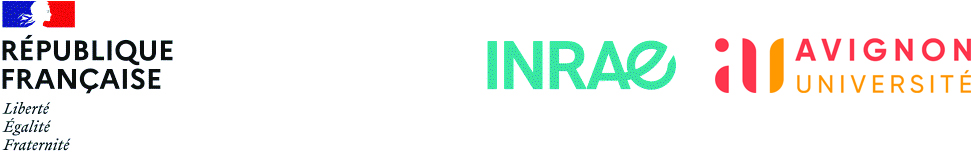 RÉPUBLIQUE
FRANÇAISE
Liberté
Égalité
Fraternité
INRAE
AVIGNON
UNIVERSITÉ